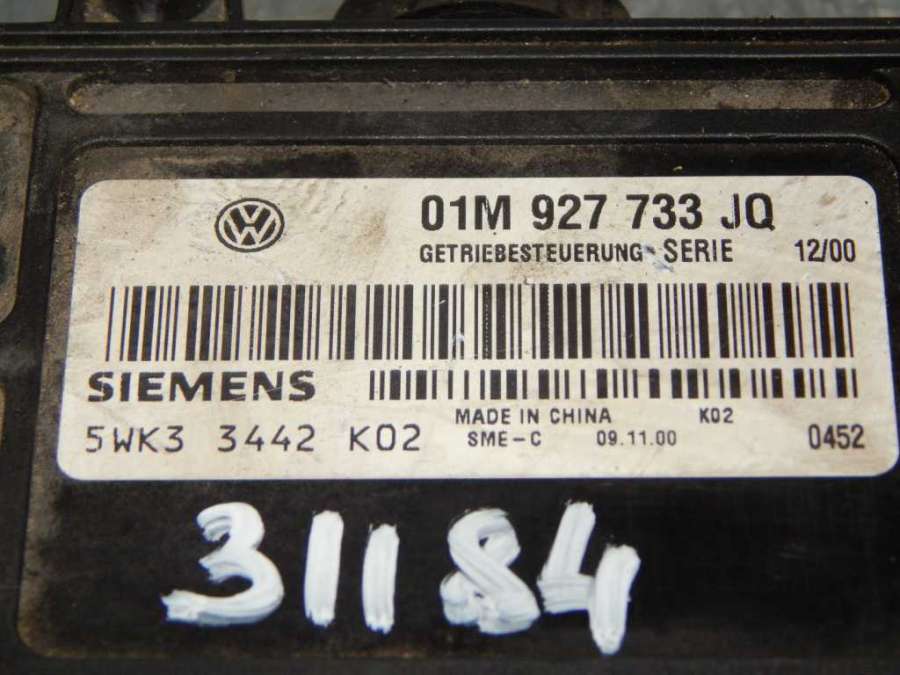 01M 927 733 JQ
GETRIEBESTEUERUNG-SERIE 12/00
SIEMENS
MADE IN CHINA K02
5WK3 3442 K02 SME-C 09.11.00 0452
31184